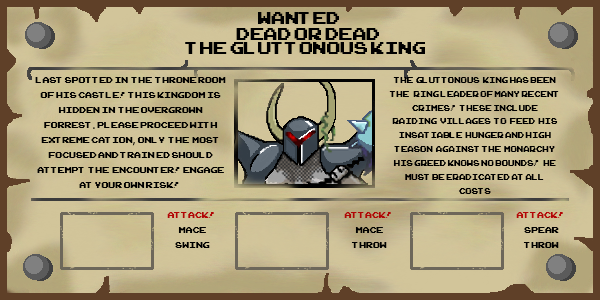 WANTED
DEAD OR DEAD
THE GLUTTONOUS KING
LAST SPOTTED IN THE THRONE ROOM
OF HIS CASTLE! THIS KINGDOM IS
HIDDEN IN THE OVERGROWN
FORREST, PLEASE PROCEED WITH
EXTREME CATION, ONLY THE MOST
FOCUSED AND TRAINED SHOULD
ATTEMPT THE ENCOUNTER! ENGAGE
AT YOUR OWN RISK!
THE GLUTTONOUS KING HAS BEEN
THE RINGLEADER OF MANY RECENT
CRIMES! THESE INCLUDE
RAIDING VILLAGES TO FEED HIS
INSATIABLE HUNGER AND HIGH
TEASON AGAINST THE MONARCHY
HIS GREED KNOWS NO BOUNDS! HE
MUST BE ERADICATED AT ALL
COSTS
ATTACK!
MACE
SWING
ATTACK!
MACE
THROW
ATTACK!
SPEAR
THROW